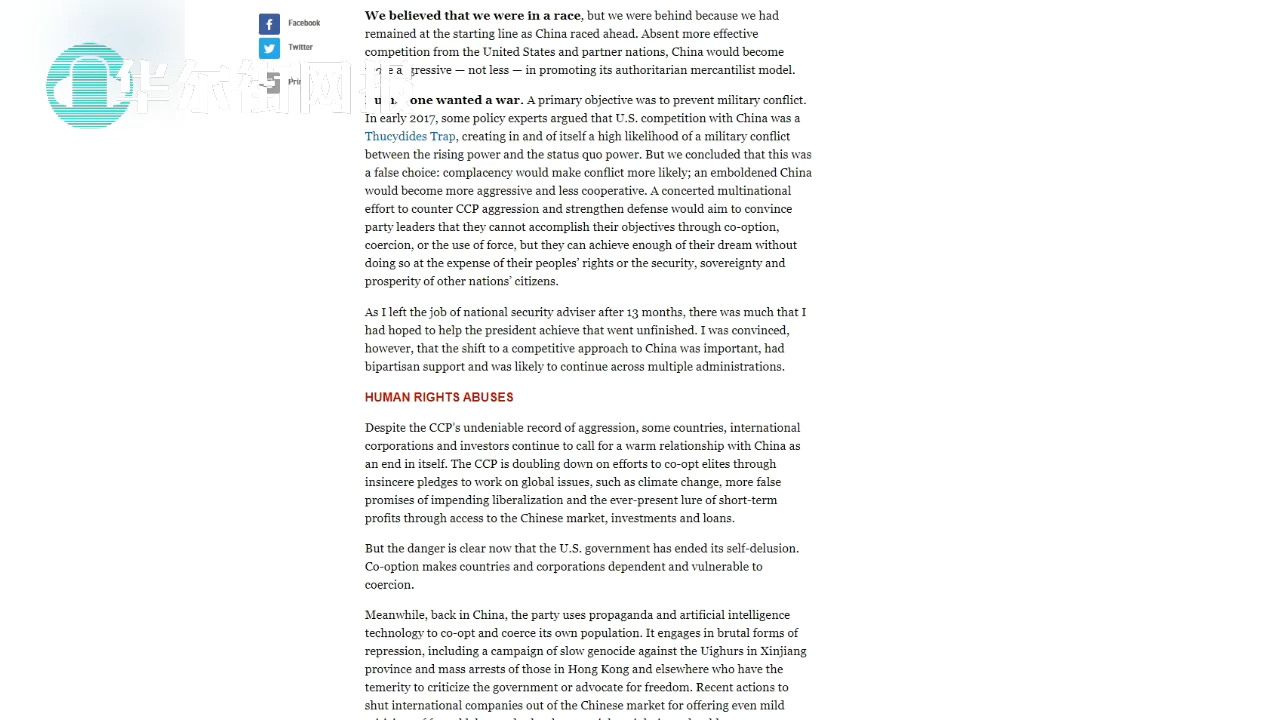 Facebook
Twitter
华尔街网报
We believed that we were in a race, but we were behind because we had
remained at the starting line as China raced ahead. Absent more effective
competition from the United States and partner nations, China would become
aggressive — not less — in promoting its authoritarian mercantilist model.
one wanted a war. A primary objective was to prevent military conflict.
In early 2017, some policy experts argued that U.S. competition with China was a
Thucydides Trap, creating in and of itself a high likelihood of a military conflict
between the rising power and the status quo power. But we concluded that this was
a false choice: complacency would make conflict more likely; an emboldened China
would become more aggressive and less cooperative. A concerted multinational
effort to counter CCP aggression and strengthen defense would aim to convince
party leaders that they cannot accomplish their objectives through co-option,
coercion, or the use of force, but they can achieve enough of their dream without
doing so at the expense of their peoples’ rights or the security, sovereignty and
prosperity of other nations’ citizens.
As I left the job of national security adviser after 13 months, there was much that I
had hoped to help the president achieve that went unfinished. I was convinced,
however, that the shift to a competitive approach to China was important, had
bipartisan support and was likely to continue across multiple administrations.
HUMAN RIGHTS ABUSES
Despite the CCP’s undeniable record of aggression, some countries, international
corporations and investors continue to call for a warm relationship with China as
an end in itself. The CCP is doubling down on efforts to co-opt elites through
insincere pledges to work on global issues, such as climate change, more false
promises of impending liberalization and the ever-present lure of short-term
profits through access to the Chinese market, investments and loans.
But the danger is clear now that the U.S. government has ended its self-delusion.
Co-option makes countries and corporations dependent and vulnerable to
coercion.
Meanwhile, back in China, the party uses propaganda and artificial intelligence
technology to co-opt and coerce its own population. It engages in brutal forms of
repression, including a campaign of slow genocide against the Uighurs in Xinjiang
province and mass arrests of those in Hong Kong and elsewhere who have the
temerity to criticize the government or advocate for freedom. Recent actions to
shut international companies out of the Chinese market for offering even mild